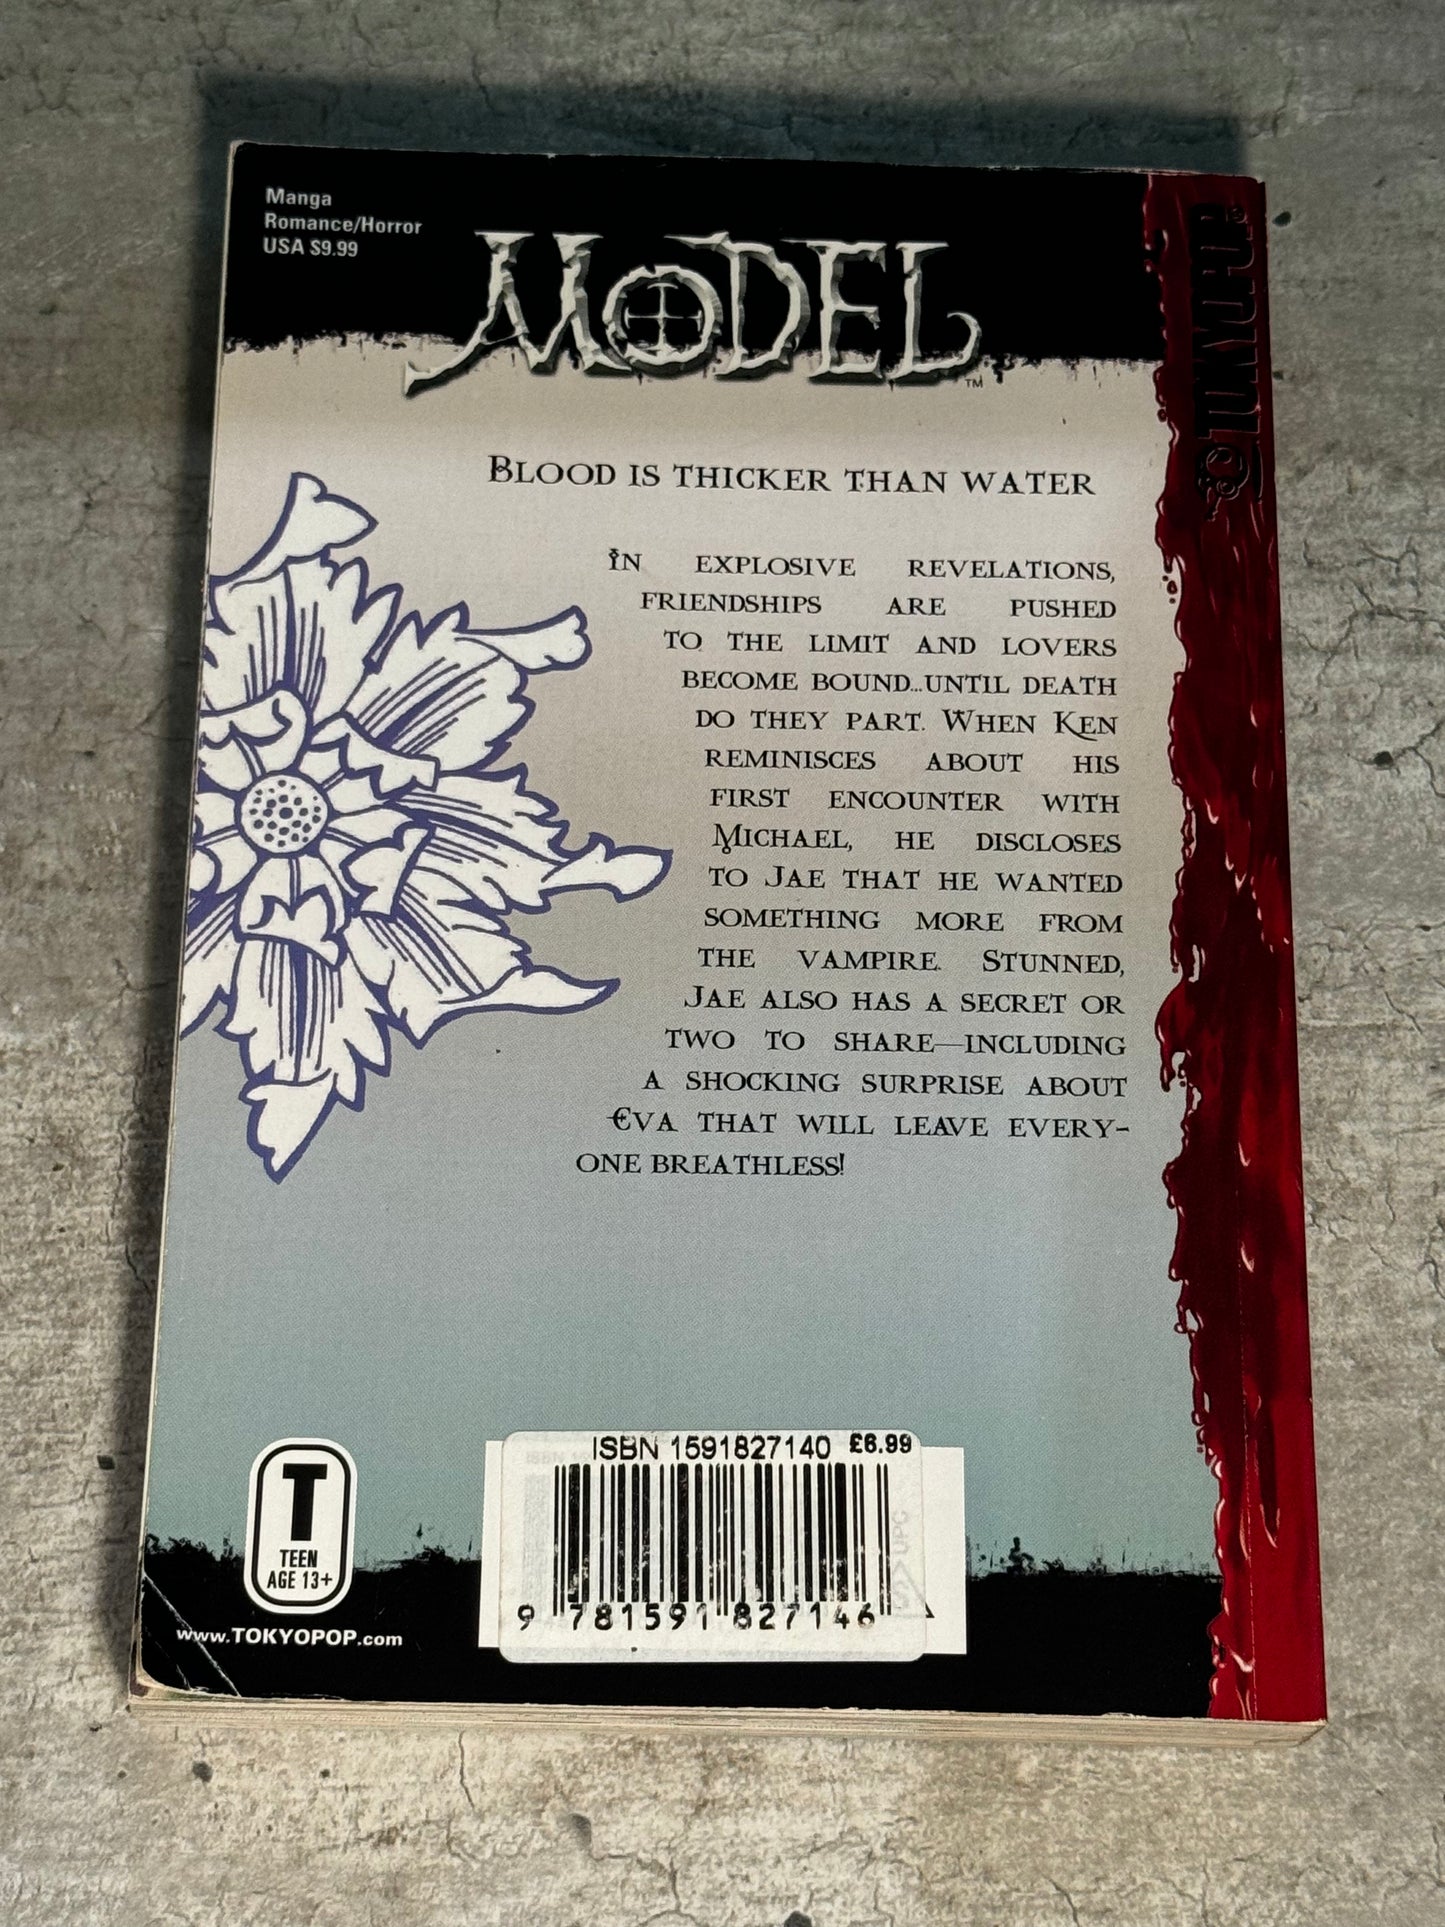 Manga
Romance/Horror
USA $9.99
MODEL™
TOKYOPOP®
BLOOD IS THICKER THAN WATER
IN EXPLOSIVE REVELATIONS,
FRIENDSHIPS ARE PUSHED
TO THE LIMIT AND LOVERS
BECOME BOUND...UNTIL DEATH
DO THEY PART. WHEN KEN
REMINISCES ABOUT HIS
FIRST ENCOUNTER WITH
MICHAEL, HE DISCLOSES
TO JAE THAT HE WANTED
SOMETHING MORE FROM
THE VAMPIRE. STUNNED,
JAE ALSO HAS A SECRET OR
TWO TO SHARE—INCLUDING
A SHOCKING SURPRISE ABOUT
EVA THAT WILL LEAVE EVERY-
ONE BREATHLESS!
ISBN 1591827140 £6.99
9 781591 827146
T
TEEN
AGE 13+
www.TOKYOPOP.com